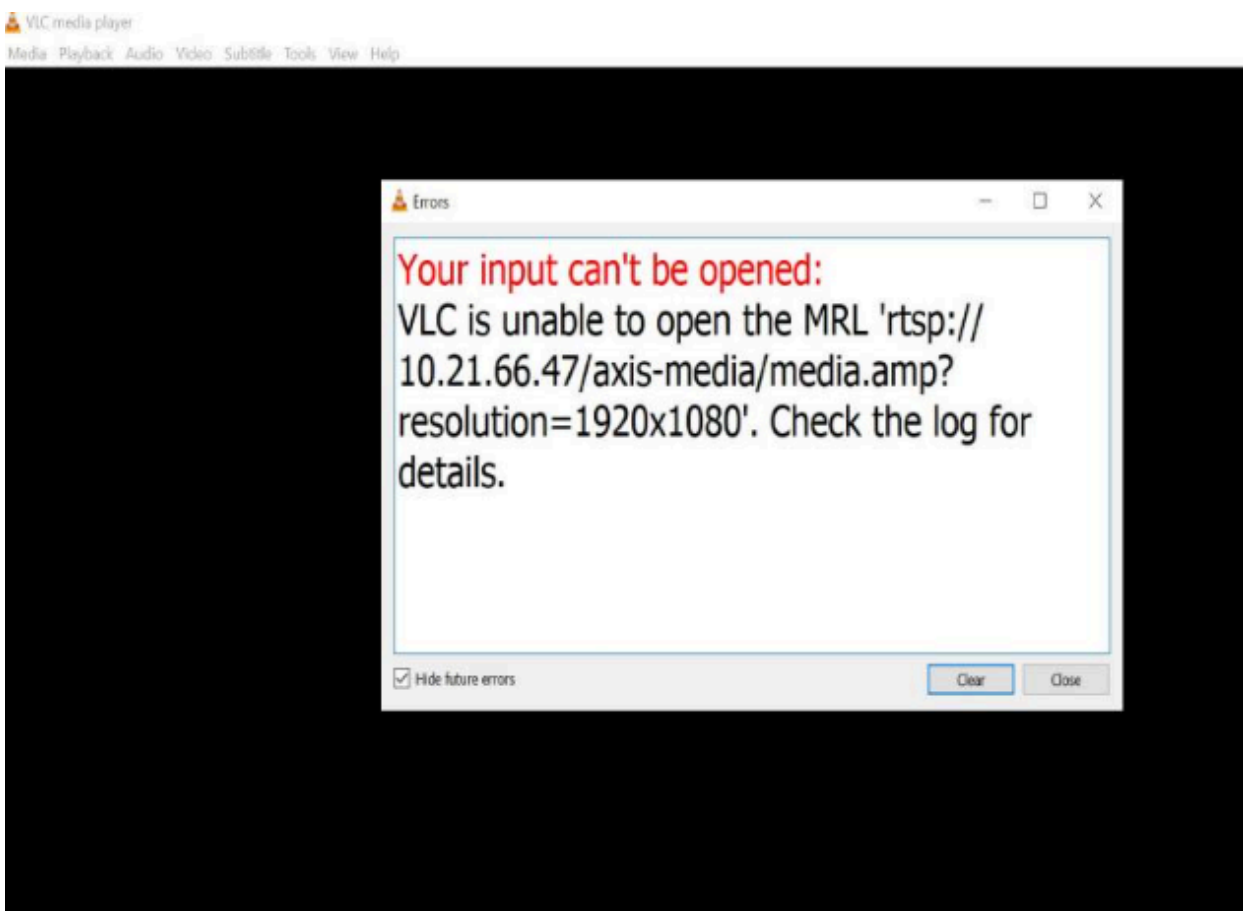 VLC media player
Media Playback Audio Video Subtitle Tools View Help
Errors
Your input can't be opened:
VLC is unable to open the MRL 'rtsp://
10.21.66.47/axis-media/media.amp?
resolution=1920x1080'. Check the log for
details.
Hide future errors
Clear Close